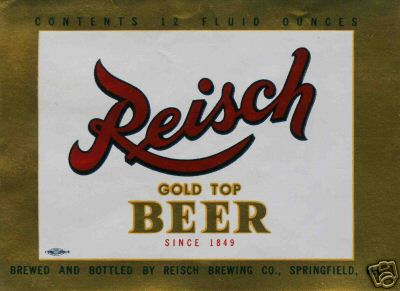 CONTENTS 12 FLUID OUNCES
Reisch
GOLD TOP
BEER
SINCE 1849
BREWED AND BOTTLED BY REISCH BREWING CO., SPRINGFIELD,